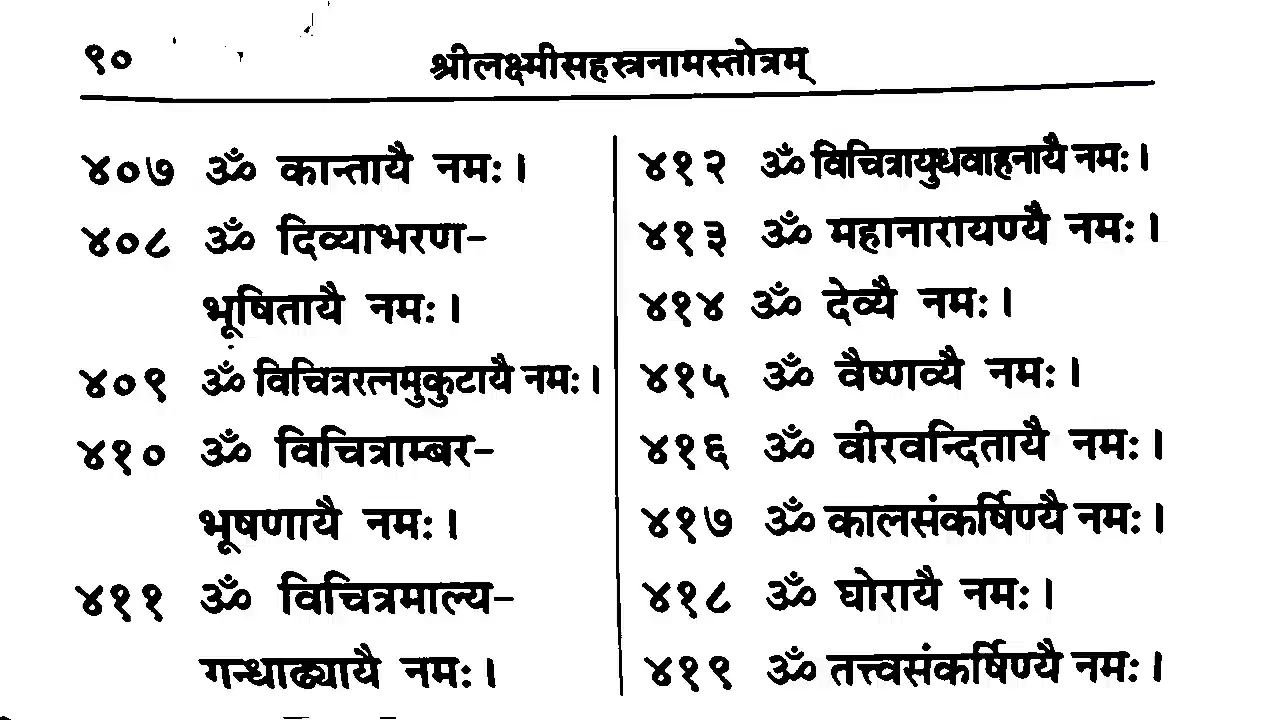 ९० श्रीलक्ष्मीसहस्रनामस्तोत्रम्
४०७ ॐ कान्तायै नमः।
४०८ ॐ दिव्याभरण-
भूषितायै नमः।
४०९ ॐ विचित्ररत्नमुकुटायै नमः।
४१० ॐ विचित्राम्बर-
भूषणायै नमः।
४११ ॐ विचित्रमाल्य-
गन्धाढ्यायै नमः।
४१२ ॐ विचित्रायुधवाहनायै नमः।
४१३ ॐ महानारायण्यै नमः।
४१४ ॐ देव्यै नमः।
४१५ ॐ वैष्णव्यै नमः।
४१६ ॐ वीरवन्दितायै नमः।
४१७ ॐ कालसंकर्षिण्यै नमः।
४१८ ॐ घोरायै नमः।
४१९ ॐ तत्त्वसंकर्षिण्यै नमः।